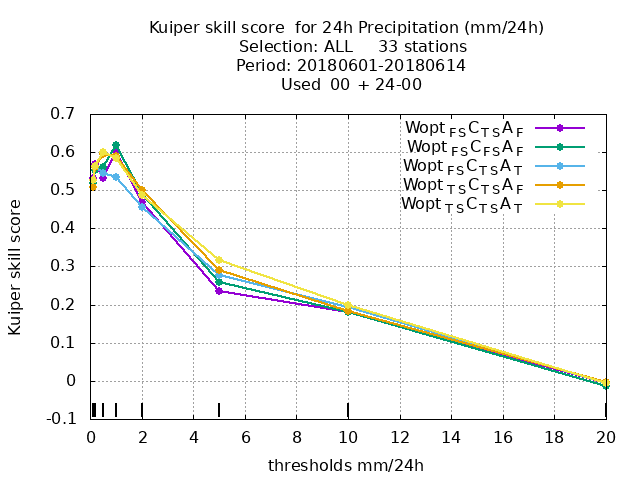 Kuiper skill score  for 24h Precipitation (mm/24h)
Selection: ALL     33 stations
Period: 20180601-20180614
Used  00 + 24-00
Wopt FS C TS A F
Wopt FS C FS A F
Wopt FS C TS A T
Wopt TS C TS A F
Wopt TS C TS A T
Kuiper skill score
0.7
0.6
0.5
0.4
0.3
0.2
0.1
0
-0.1
0 2 4 6 8 10 12 14 16 18 20
thresholds mm/24h